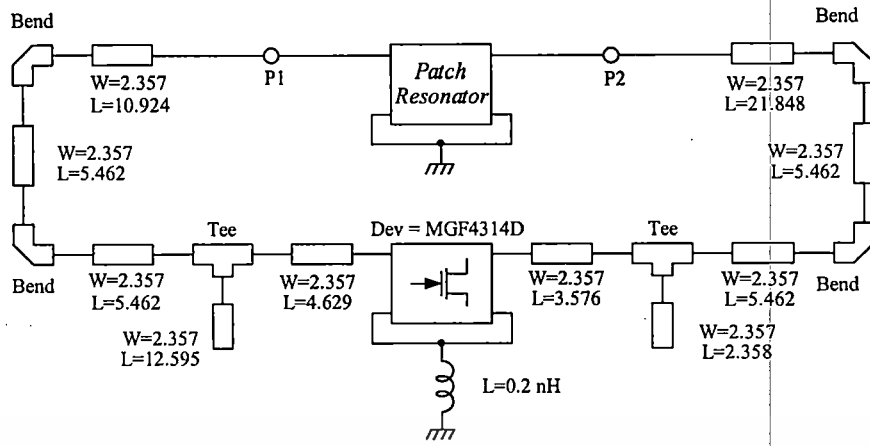 Bend
Bend
P1
Patch
Resonator
P2
W=2.357
L=10.924
W=2.357
L=21.848
W=2.357
L=5.462
W=2.357
L=5.462
Tee
Dev = MGF4314D
Tee
Bend
W=2.357
L=5.462
W=2.357
L=4.629
W=2.357
L=3.576
W=2.357
L=5.462
Bend
W=2.357
L=12.595
W=2.357
L=2.358
L=0.2 nH